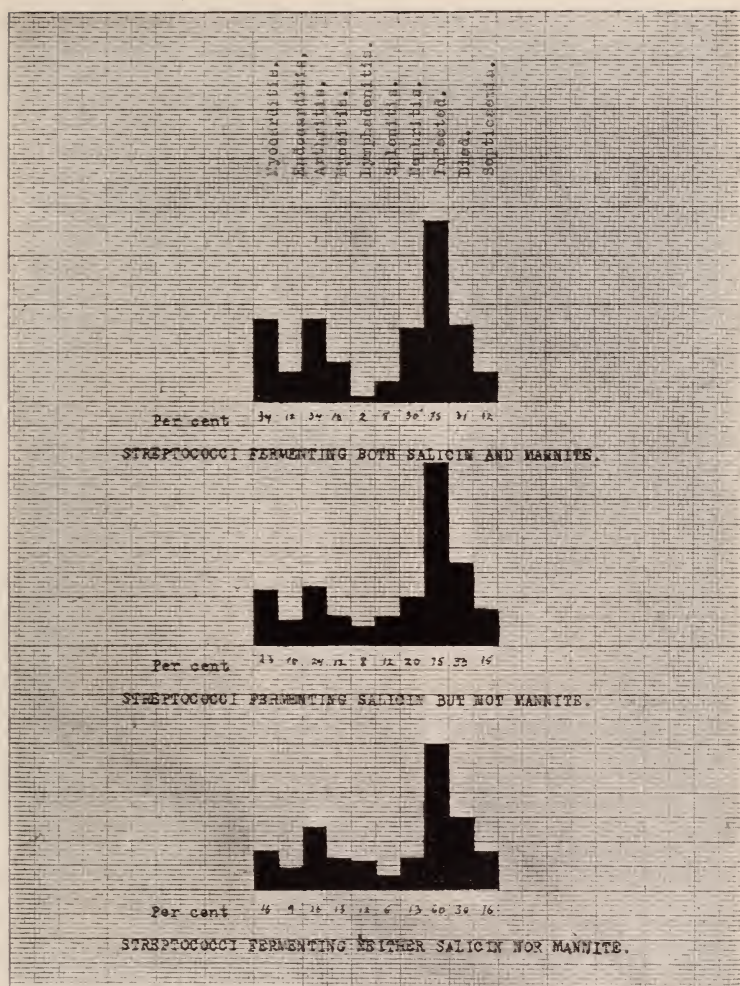 Myocarditis.
Endocarditis,
Arthritis,
Myositis.
Lymphadenitis.
Splenitis.
Nephritis.
Infected.
Died.
Septicaemia.
Per cent 34 12 34 2 8 30 75 31 12
STREPTOCOCCI FERMENTING BOTH SALICIN AND MANNITE.
Per cent 23 10 24 12 8 12 20 75 33 15
STREPTOCOCCI FERMENTING SALICIN BUT NOT MANNITE.
Per cent 16 9 26 13 12 6 13 60 30 16
STREPTOCOCCI FERMENTING NEITHER SALICIN NOR MANNITE.